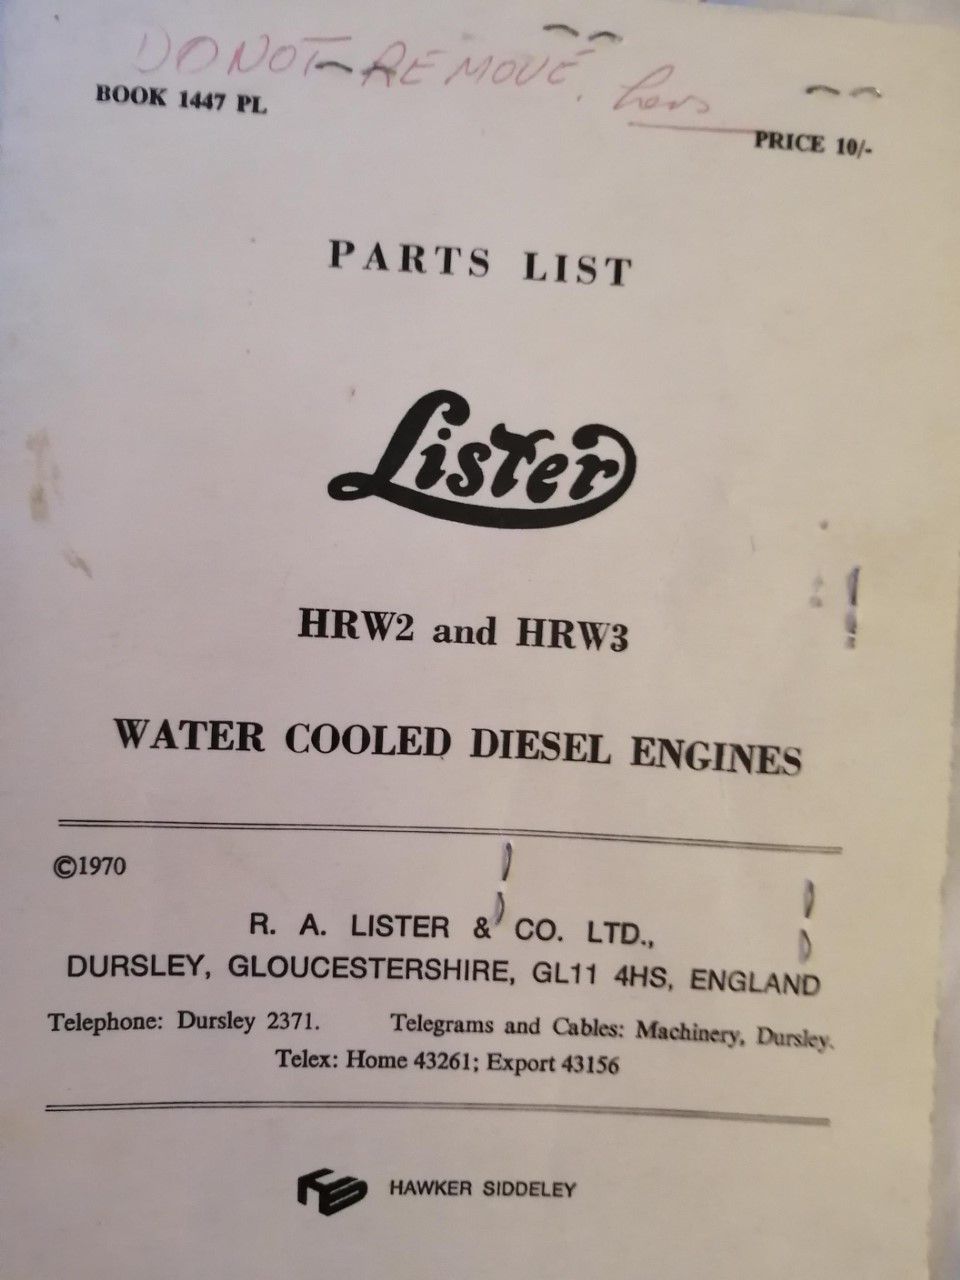 DO NOT REMOVE.
BOOK 1447 PL
PRICE 10/-
PARTS LIST
Lister
HRW2 and HRW3
WATER COOLED DIESEL ENGINES
©1970
R. A. LISTER & CO. LTD.,
DURSLEY, GLOUCESTERSHIRE, GL11 4HS, ENGLAND
Telephone: Dursley 2371. Telegrams and Cables: Machinery, Dursley.
Telex: Home 43261; Export 43156
HAWKER SIDDELEY